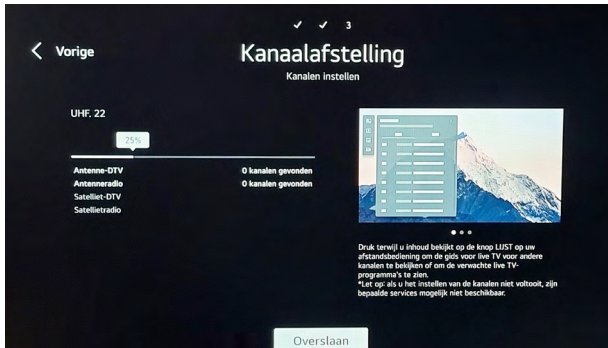 ✓ ✓ 3
Vorige
Kanaalafstelling
Kanalen instellen
UHF. 22
25%
Antenne-DTV 0 kanalen gevonden
Antenneradio 0 kanalen gevonden
Satelliet-DTV
Satellietradio
Druk terwijl u inhoud bekijkt op de knop LIJST op uw
afstandsbediening om de gids voor live TV voor andere
kanalen te bekijken of om de verwachte live TV-
programma's te zien.
*Let op: als u het instellen van de kanalen niet voltooit, zijn
bepaalde services mogelijk niet beschikbaar.
Overslaan